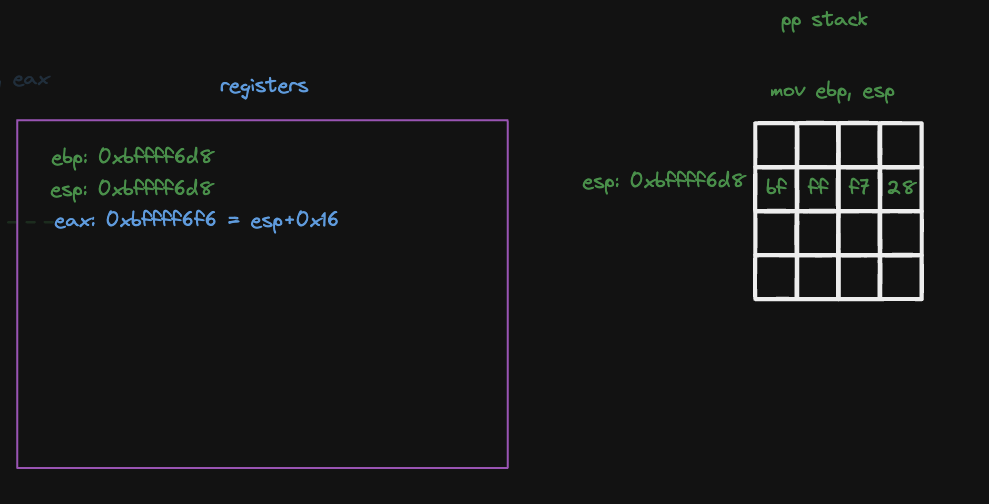 pp stack
eax
registers
mov ebp, esp
ebp: 0xbffff6d8
esp: 0xbffff6d8
eax: 0xbffff6f6 = esp+0x16
esp: 0xbffff6d8
bf ff f7 28